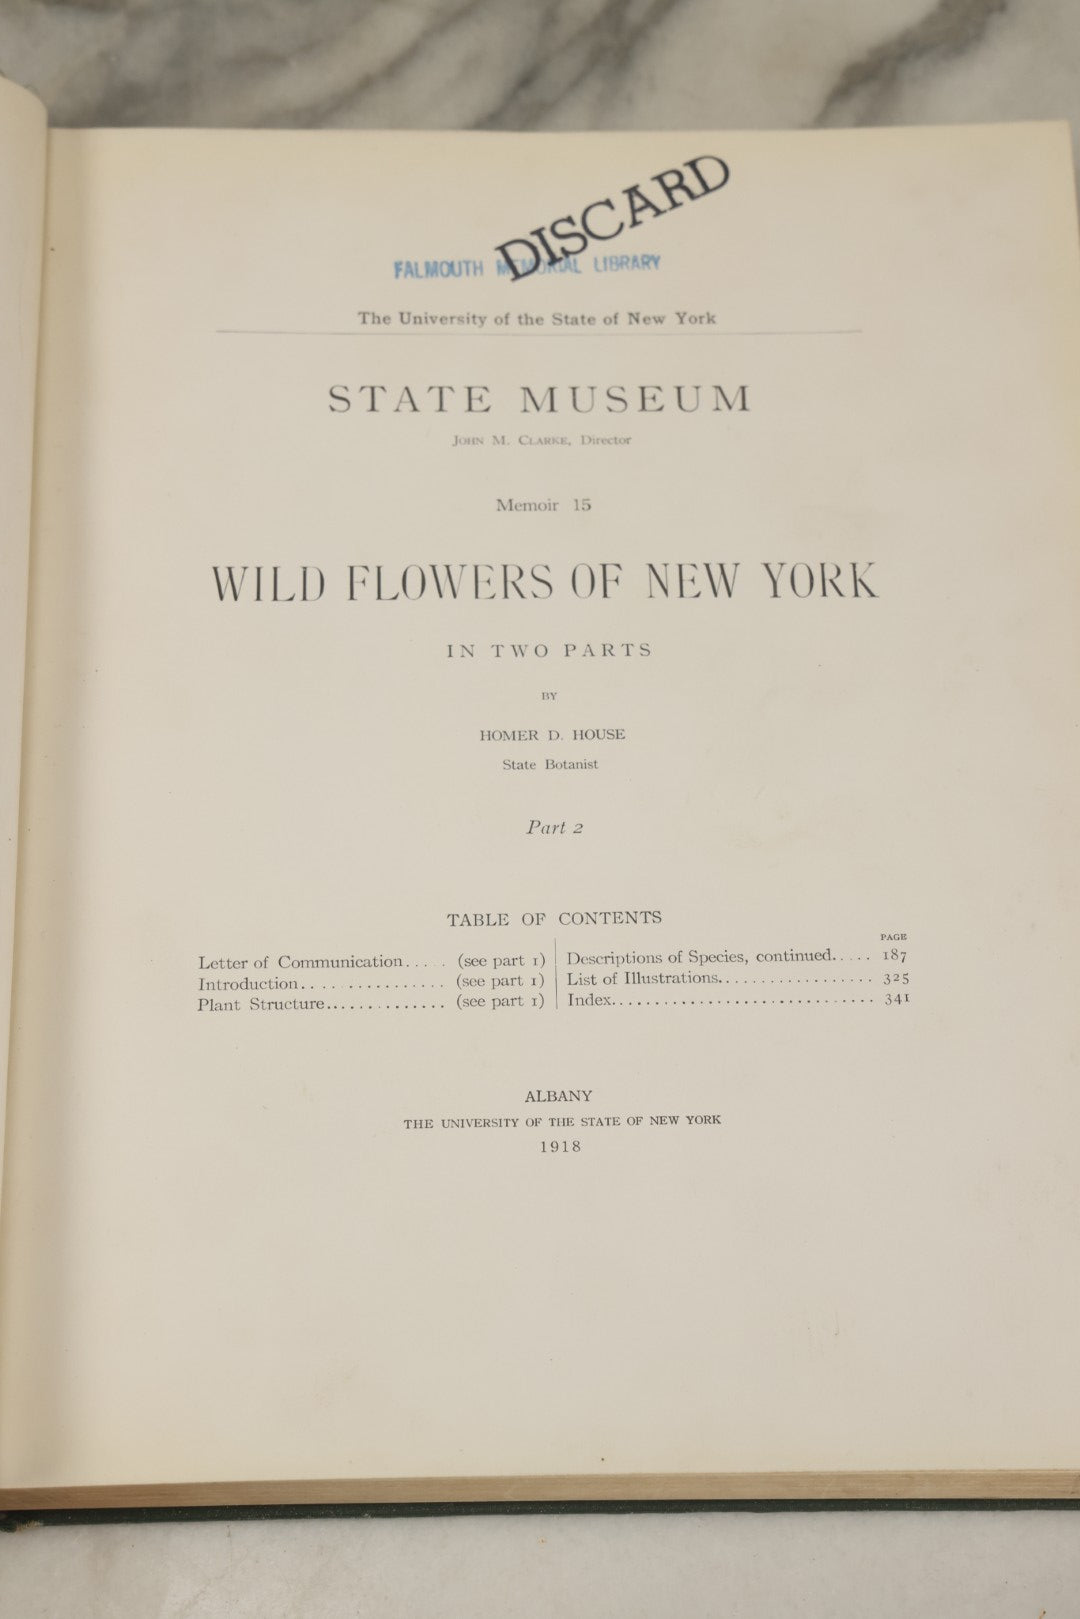 DISCARD
FALMOUTH MEMORIAL LIBRARY
The University of the State of New York
STATE MUSEUM
JOHN M. CLARKE, Director
Memoir 15
WILD FLOWERS OF NEW YORK
IN TWO PARTS
BY
HOMER D. HOUSE
State Botanist
Part 2
TABLE OF CONTENTS
PAGE
Letter of Communication..... (see part 1)
Introduction................ (see part 1)
Plant Structure.............. (see part 1)
Descriptions of Species, continued..... 187
List of Illustrations.................. 325
Index............................... 341
ALBANY
THE UNIVERSITY OF THE STATE OF NEW YORK
1918